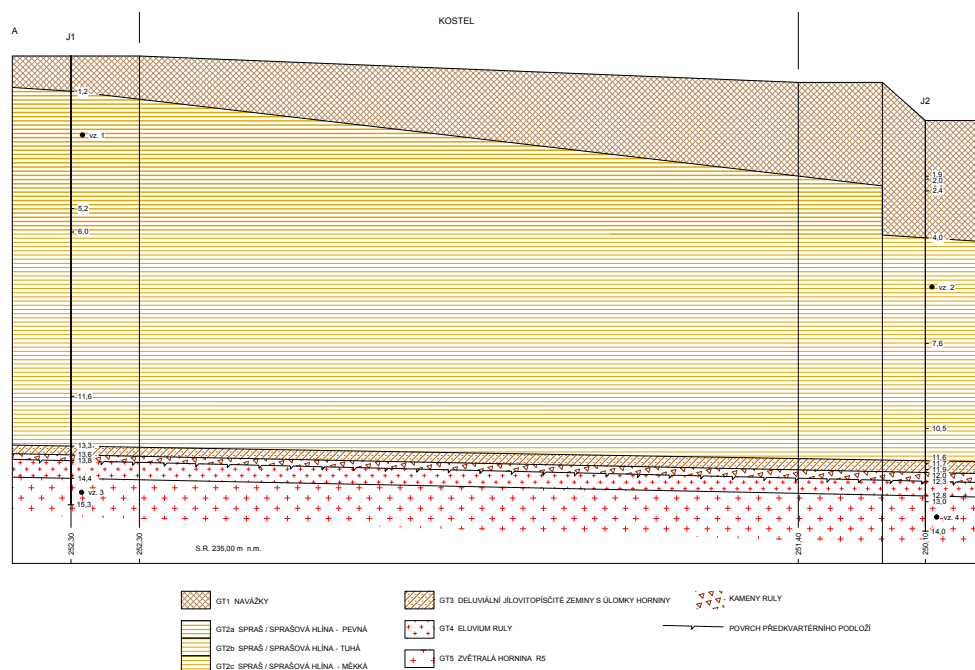 KOSTEL
A
J1
J2
1,2
vz. 1
5,2
6,0
11,6
13,3
13,6
13,8
14,4
vz. 3
15,3
1,9
2,0
2,4
4,0
vz. 2
7,6
10,5
11,6
11,9
12,0
12,3
12,8
13,0
vz. 4
14,0
252,30
252,30
251,40
250,10
S.R. 235,00 m n.m.
GT1 NAVÁŽKY
GT2a SPRAŠ / SPRAŠOVÁ HLÍNA - PEVNÁ
GT2b SPRAŠ / SPRAŠOVÁ HLÍNA - TUHÁ
GT2c SPRAŠ / SPRAŠOVÁ HLÍNA - MĚKKÁ
GT3 DELUVIÁLNÍ JÍLOVITOPÍSČITÉ ZEMINY S ÚLOMKY HORNINY
GT4 ELUVIUM RULY
GT5 ZVĚTRALÁ HORNINA R5
KAMENY RULY
POVRCH PŘEDKVARTÉRNÍHO PODLOŽÍ